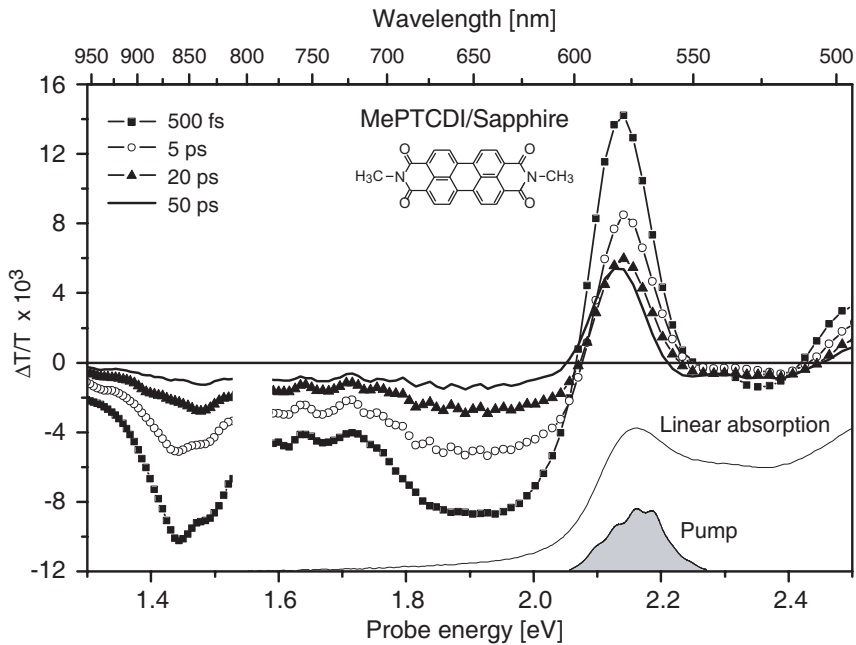 Wavelength [nm]
950 900 850 800 750 700 650 600 550 500
16
12
8
4
0
-4
-8
-12
ΔT/T x 10³
500 fs
5 ps
20 ps
50 ps
MePTCDI/Sapphire
O O
H₃C N N CH₃
O O
Linear absorption
Pump
1.4 1.6 1.8 2.0 2.2 2.4
Probe energy [eV]